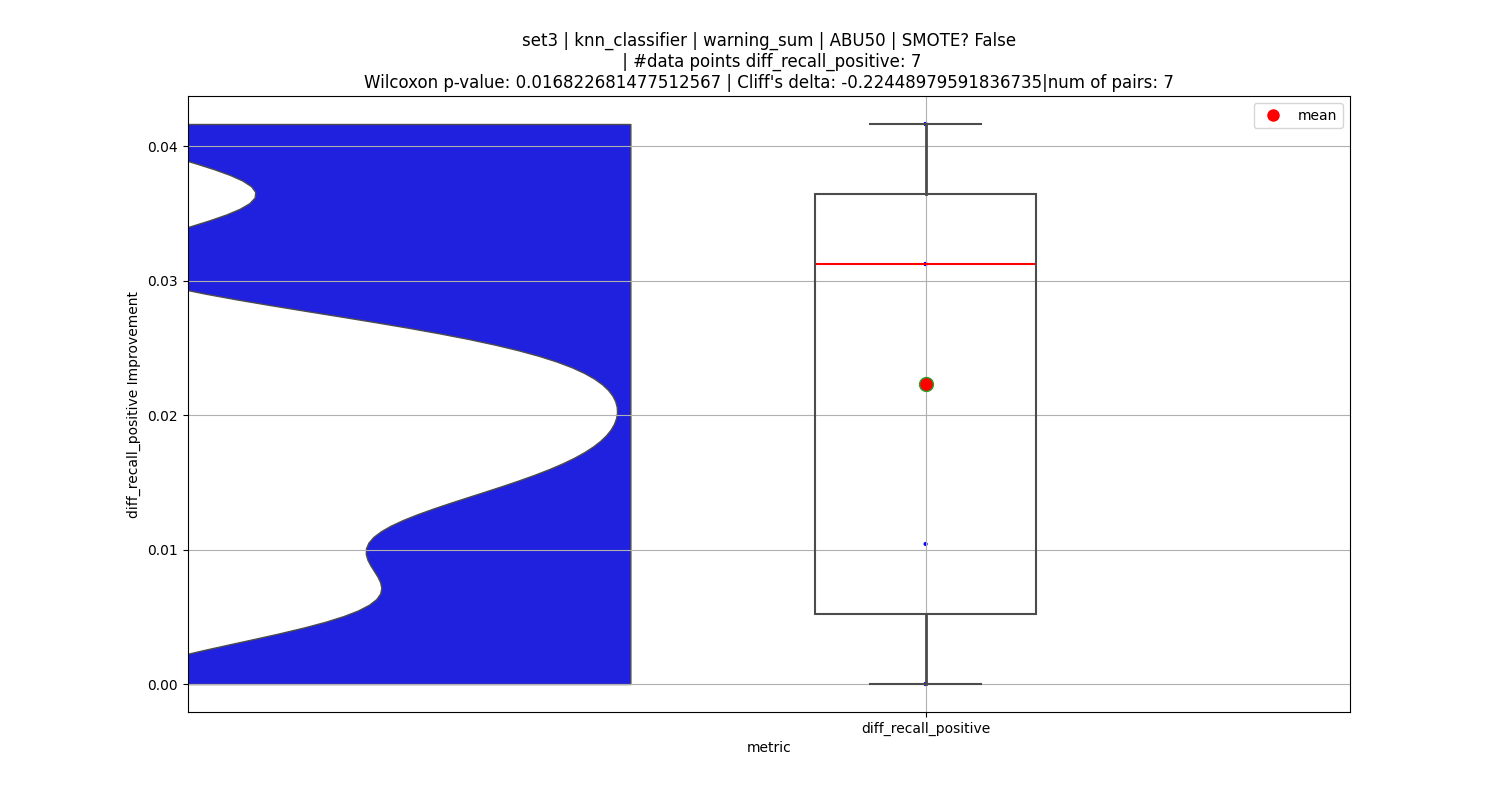 set3 | knn_classifier | warning_sum | ABU50 | SMOTE? False
| #data points diff_recall_positive: 7
Wilcoxon p-value: 0.016822681477512567 | Cliff's delta: -0.22448979591836735|num of pairs: 7
mean
0.04
0.03
0.02
0.01
0.00
diff_recall_positive Improvement
diff_recall_positive
metric